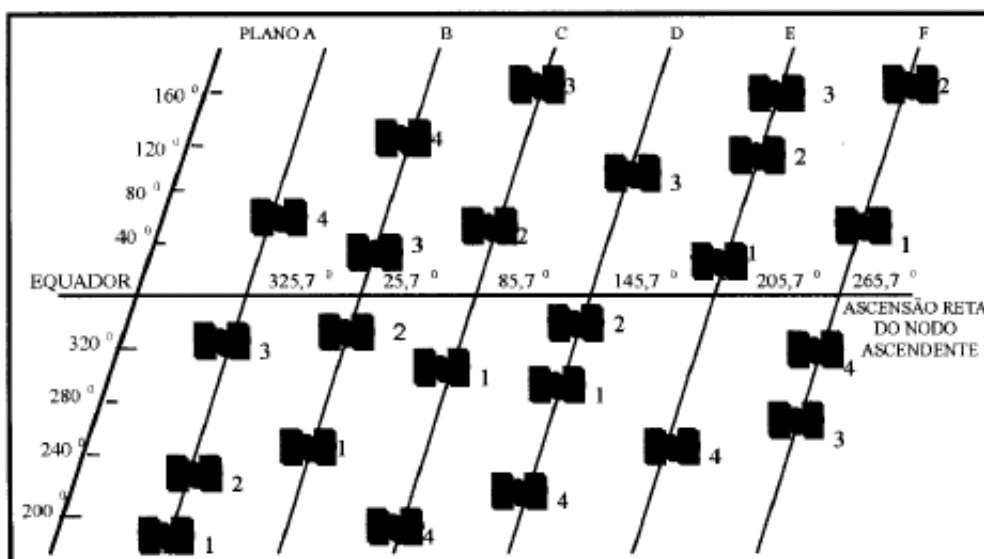 PLANO A B C D E F
160° 3 3 2
120° 4 2
80° 3
4 1
40° 3 2 1
EQUADOR 325,7° 25,7° 85,7° 145,7° 205,7° 265,7°
ASCENSÃO RETA
DO NODO
ASCENDENTE
320° 3 2 2 4
280° 1 1
240° 1 4 3
2 4
200° 1 4